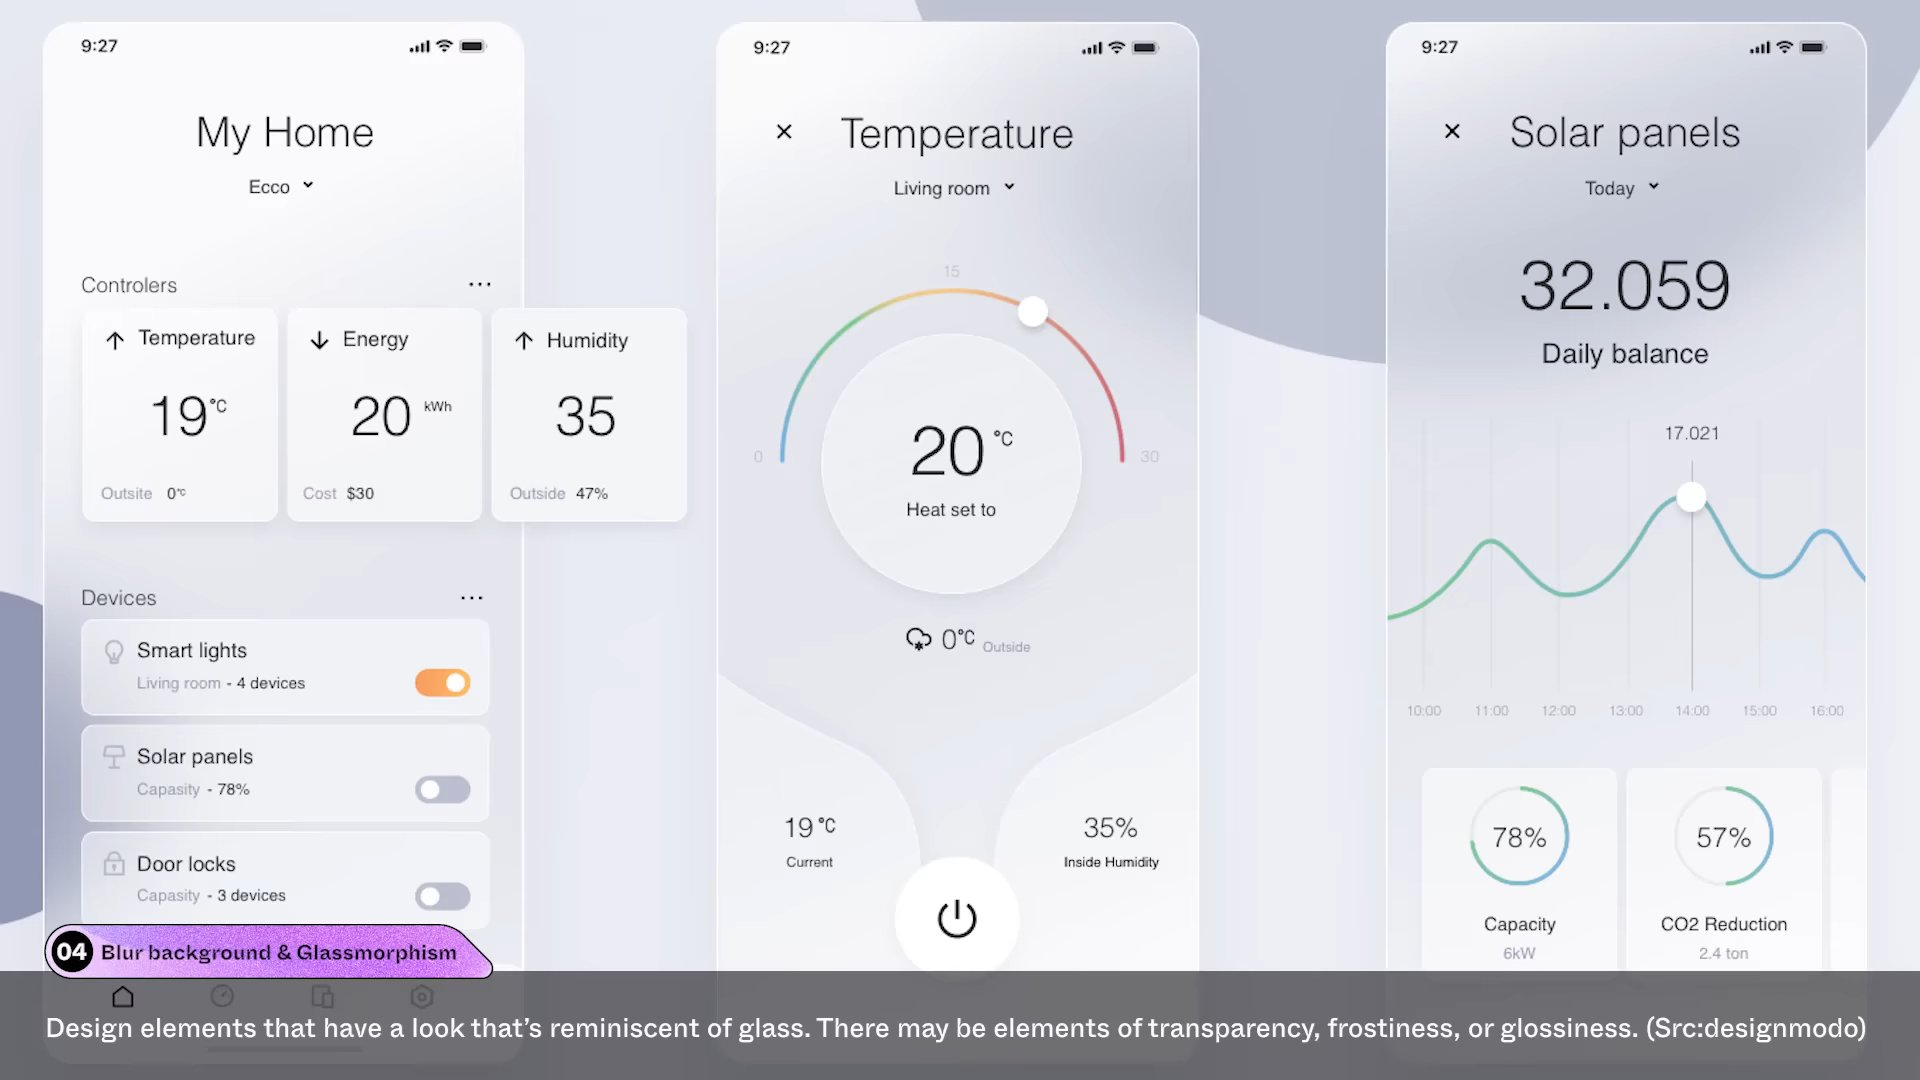 9:27
My Home
Ecco
Controlers
Temperature
19°C
Outsite 0°C
Energy
20 kWh
Cost $30
Humidity
35
Outside 47%
Devices
Smart lights
Living room - 4 devices
Solar panels
Capasity - 78%
Door locks
Capasity - 3 devices
9:27
Temperature
Living room
15
0
30
20 °C
Heat set to
0°C Outside
19 °C
Current
35%
Inside Humidity
9:27
Solar panels
Today
32.059
Daily balance
17.021
10:00 11:00 12:00 13:00 14:00 15:00 16:00
78%
Capasity
6kW
57%
CO2 Reduction
2.4 ton
04 Blur background & Glassmorphism
Design elements that have a look that’s reminiscent of glass. There may be elements of transparency, frostiness, or glossiness. (Src:designmodo)